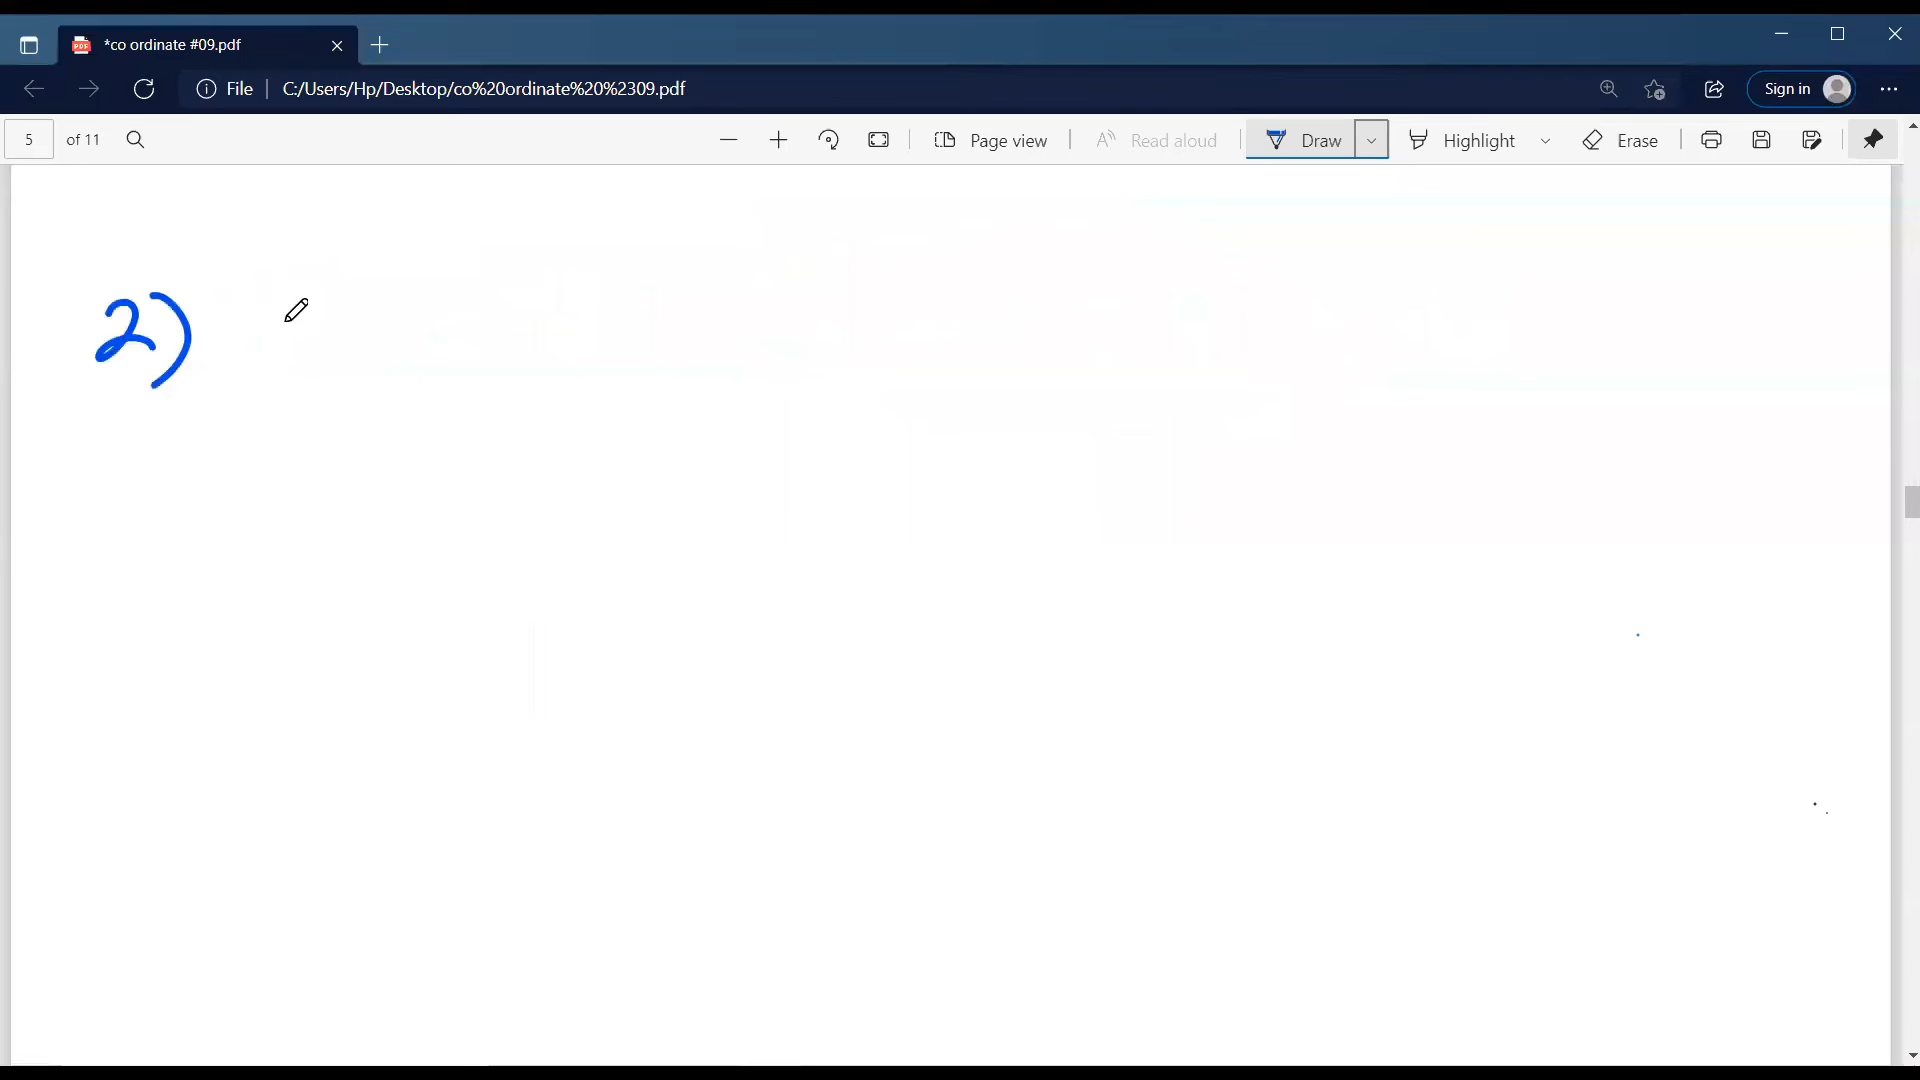 *co ordinate #09.pdf
File | C:/Users/Hp/Desktop/co%20ordinate%20%2309.pdf
Sign in
5 of 11
Page view
Read aloud
Draw
Highlight
Erase
2)